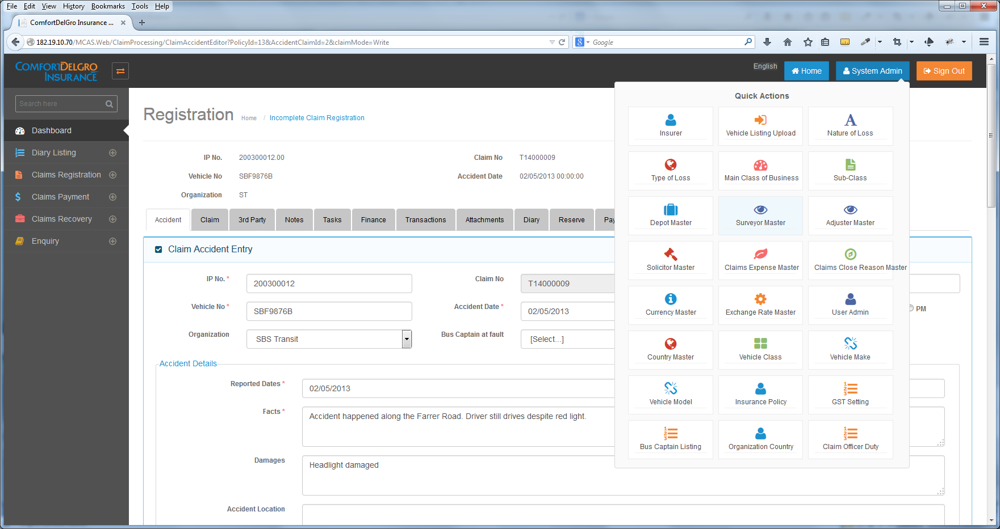 File Edit View History Bookmarks Tools Help
ComfortDelGro Insurance ...
182.19.10.70/MCAS.Web/ClaimProcessing/ClaimAccidentEditor?PolicyId=13&AccidentClaimId=2&claimMode=Write
8 Google
COMFORTDELGRO
INSURANCE
English Home System Admin Sign Out
Search here
Dashboard
Diary Listing
Claims Registration
Claims Payment
Claims Recovery
Enquiry
Registration Home / Incomplete Claim Registration
IP No. 200300012.00 Claim No T14000009
Vehicle No SBF9876B Accident Date 02/05/2013 00:00:00
Organization ST
Accident Claim 3rd Party Notes Tasks Finance Transactions Attachments Diary Reserve Pay
Claim Accident Entry
IP No. * 200300012 Claim No T14000009
Vehicle No * SBF9876B Accident Date * 02/05/2013 PM
Organization SBS Transit Bus Captain at fault [Select...]
Accident Details
Reported Dates * 02/05/2013
Facts * Accident happened along the Farrer Road. Driver still drives despite red light.
Damages Headlight damaged
Accident Location
Quick Actions
Insurer Vehicle Listing Upload Nature of Loss
Type of Loss Main Class of Business Sub-Class
Depot Master Surveyor Master Adjuster Master
Solicitor Master Claims Expense Master Claims Close Reason Master
Currency Master Exchange Rate Master User Admin
Country Master Vehicle Class Vehicle Make
Vehicle Model Insurance Policy GST Setting
Bus Captain Listing Organization Country Claim Officer Duty